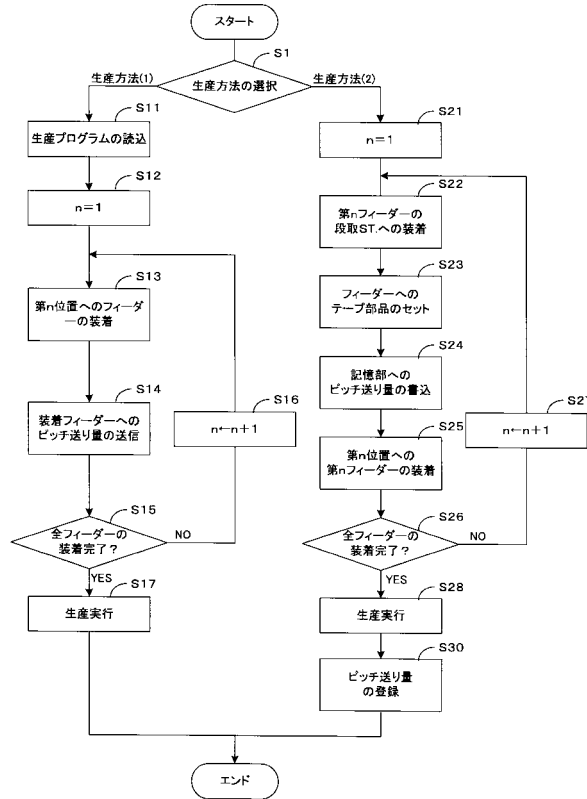 スタート
S1
生産方法の選択
生産方法(1)
生産方法(2)
S11
生産プログラムの読込
S12
n=1
S13
第n位置へのフィーダ
ーの装着
S14
装着フィーダーへの
ピッチ送り量の送信
S16
n←n+1
S15
全フィーダーの
装着完了?
NO
YES
S17
生産実行
S21
n=1
S22
第nフィーダーの
段取ST.への装着
S23
フィーダーへの
テープ部品のセット
S24
記憶部への
ピッチ送り量の書込
S27
n←n+1
S25
第n位置への
第nフィーダーの装着
S26
全フィーダーの
装着完了?
NO
YES
S28
生産実行
S30
ピッチ送り量
の登録
エンド